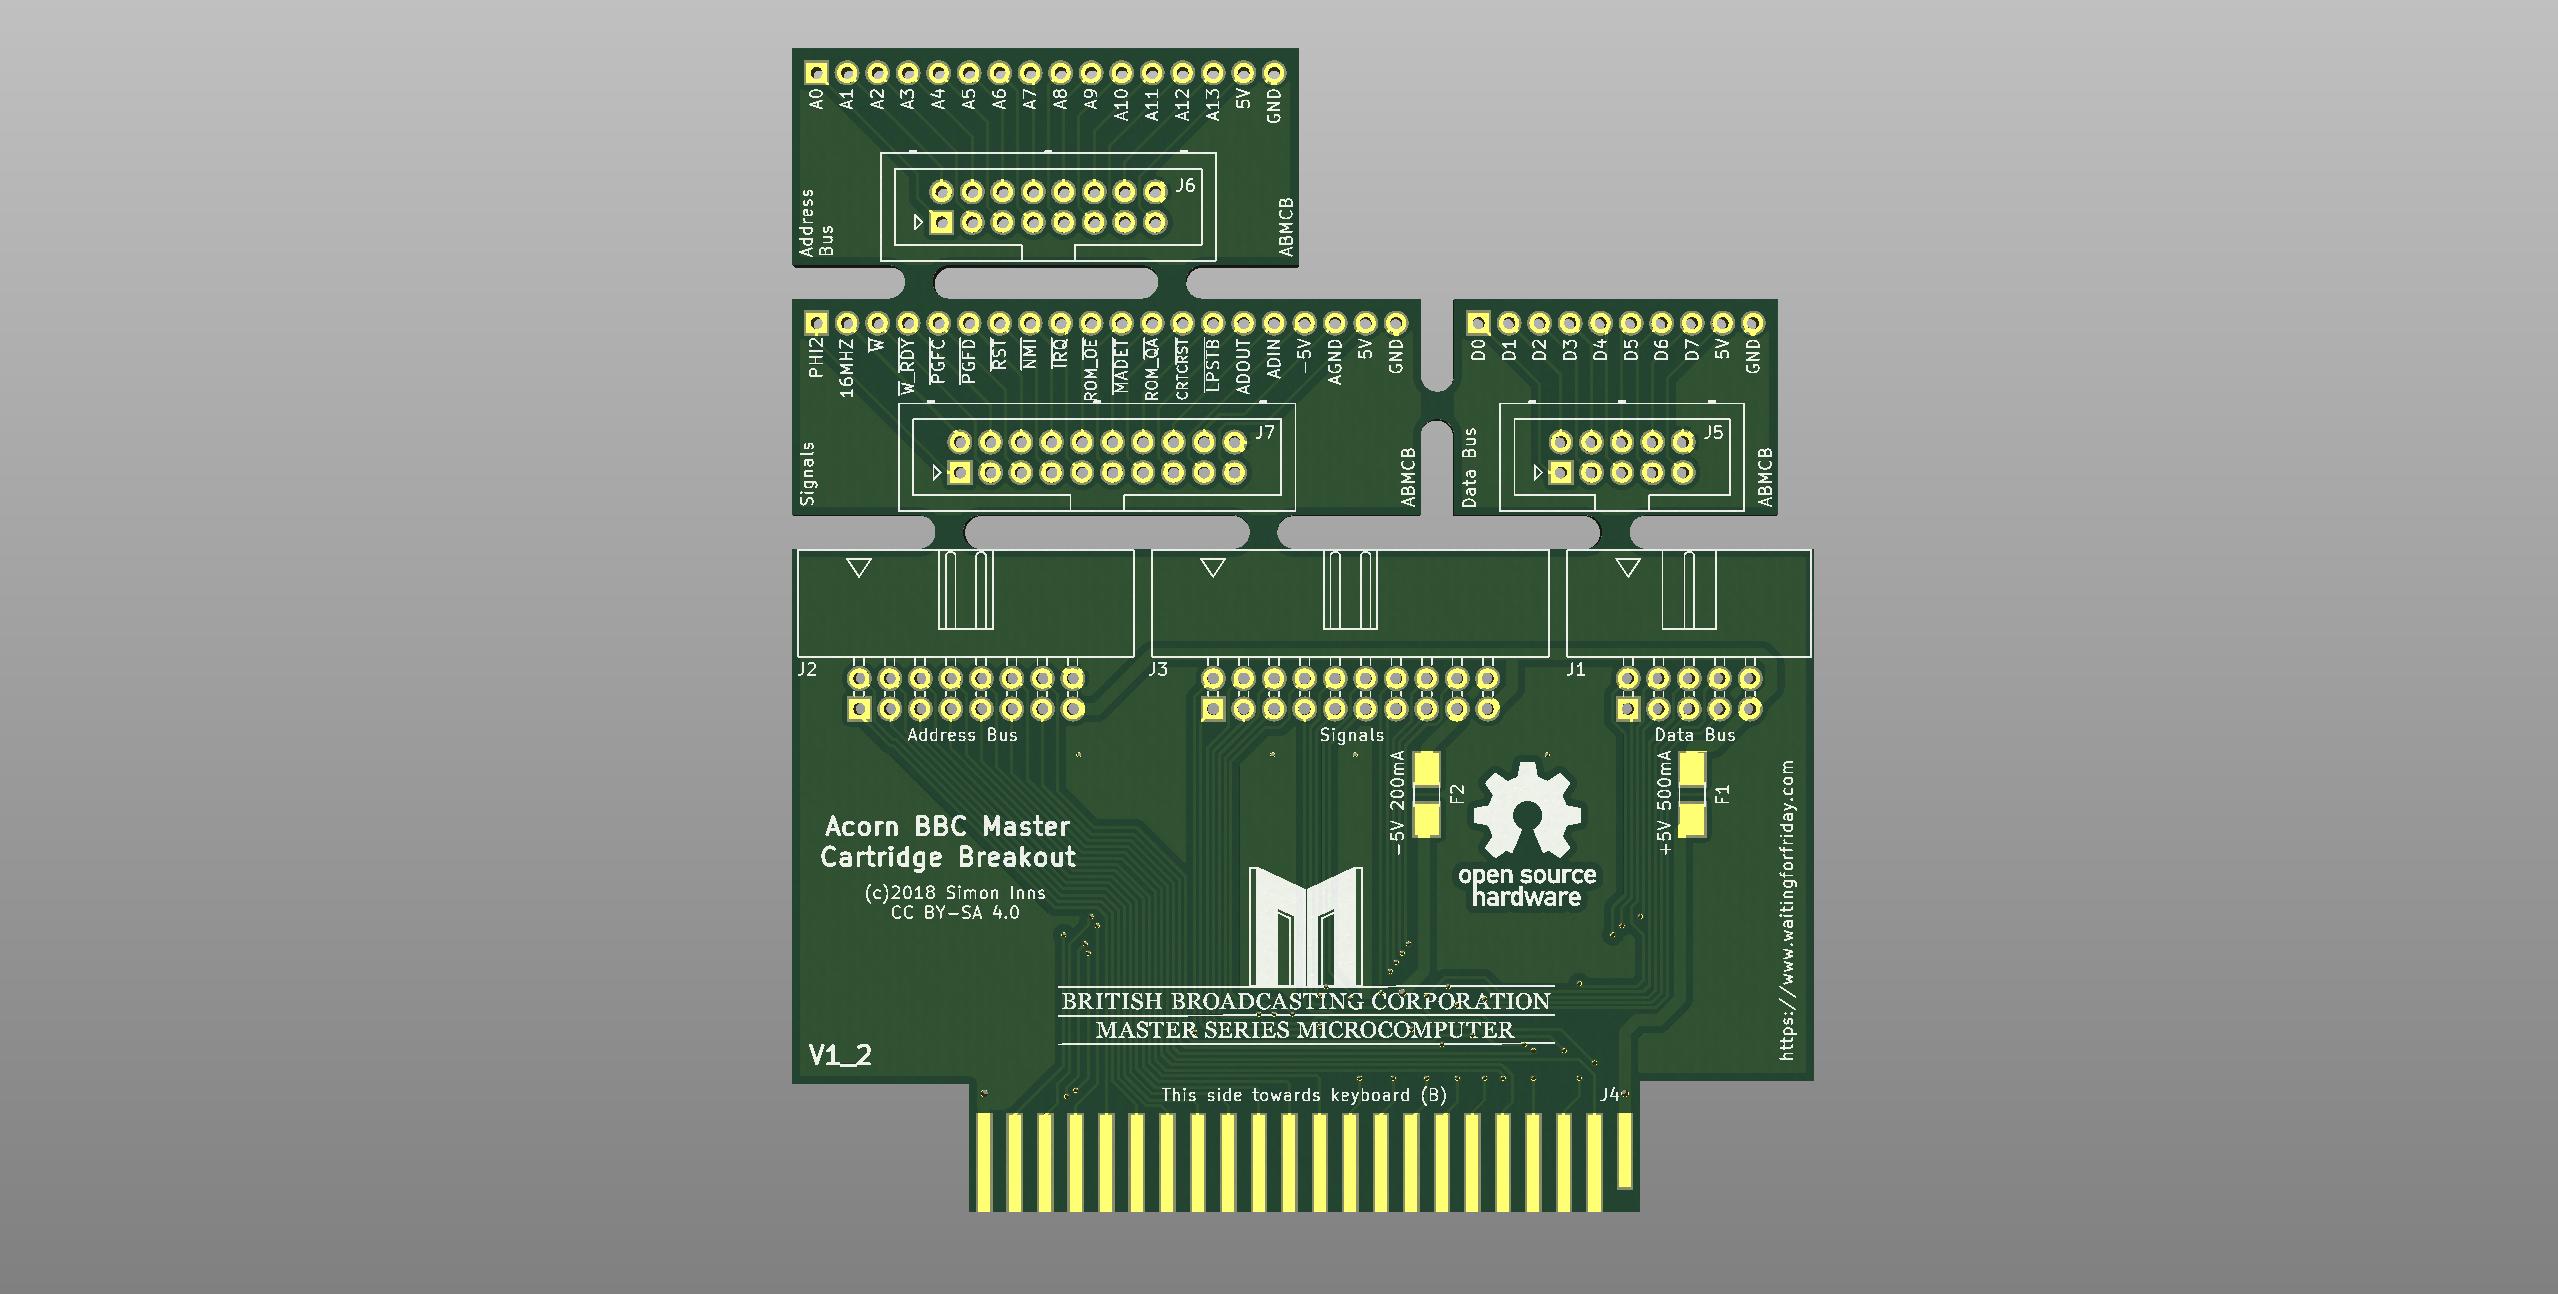 A0 A1 A2 A3 A4 A5 A6 A7 A8 A9 A10 A11 A12 A13 5V GND
J6
Address
Bus
ABMCB
PHI2 16MHZ W W_RDY PGFC PGFD RST NMI IRQ ROM_OE MADET ROM_QA CRTCRST LPSTB ADOUT ADIN -5V AGND 5V GND
J7
Signals
ABMCB
D0 D1 D2 D3 D4 D5 D6 D7 5V GND
J5
Data Bus
ABMCB
J2 J3 J1
Address Bus Signals Data Bus
-5V 200mA
F2
+5V 500mA
F1
open source
hardware
https://www.waitingforfriday.com
Acorn BBC Master
Cartridge Breakout
(c)2018 Simon Inns
CC BY-SA 4.0
BRITISH BROADCASTING CORPORATION
MASTER SERIES MICROCOMPUTER
V1_2
This side towards keyboard (B)
J4